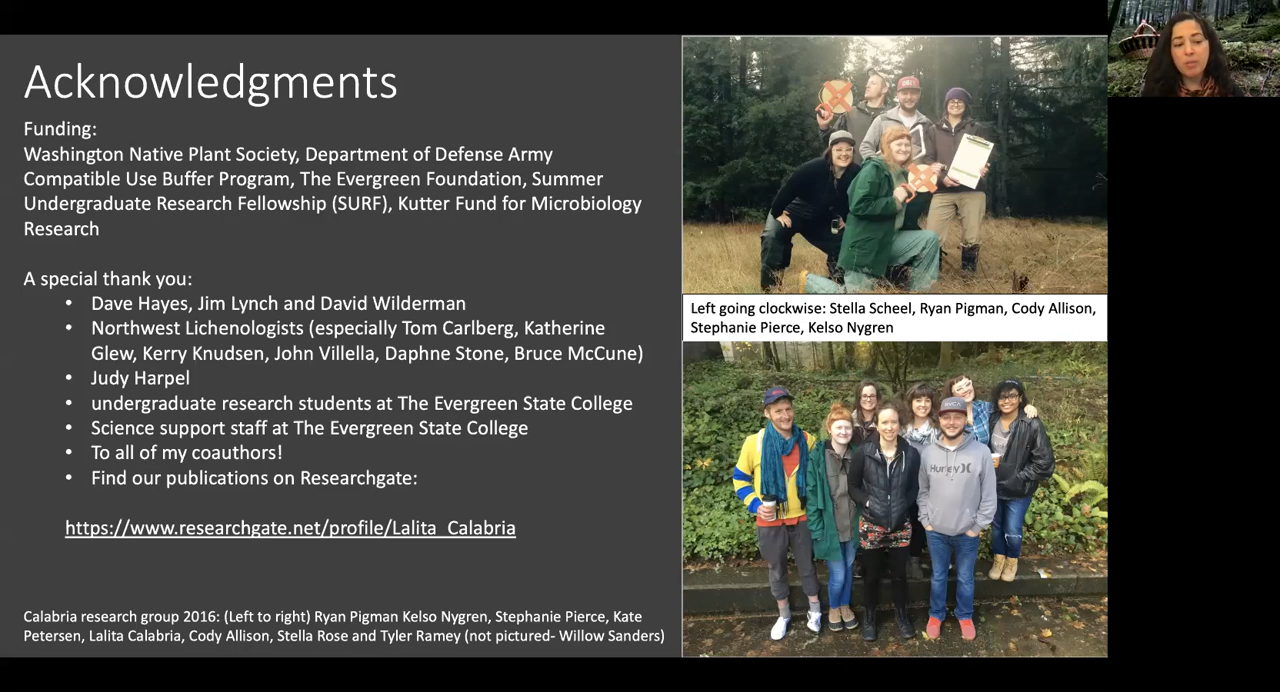 Acknowledgments
Funding:
Washington Native Plant Society, Department of Defense Army
Compatible Use Buffer Program, The Evergreen Foundation, Summer
Undergraduate Research Fellowship (SURF), Kutter Fund for Microbiology
Research
A special thank you:
• Dave Hayes, Jim Lynch and David Wilderman
• Northwest Lichenologists (especially Tom Carlberg, Katherine
Glew, Kerry Knudsen, John Villella, Daphne Stone, Bruce McCune)
• Judy Harpel
• undergraduate research students at The Evergreen State College
• Science support staff at The Evergreen State College
• To all of my coauthors!
• Find our publications on Researchgate:
https://www.researchgate.net/profile/Lalita_Calabria
Calabria research group 2016: (Left to right) Ryan Pigman Kelso Nygren, Stephanie Pierce, Kate
Petersen, Lalita Calabria, Cody Allison, Stella Rose and Tyler Ramey (not pictured- Willow Sanders)
Left going clockwise: Stella Scheel, Ryan Pigman, Cody Allison,
Stephanie Pierce, Kelso Nygren
RVCA
Hurley